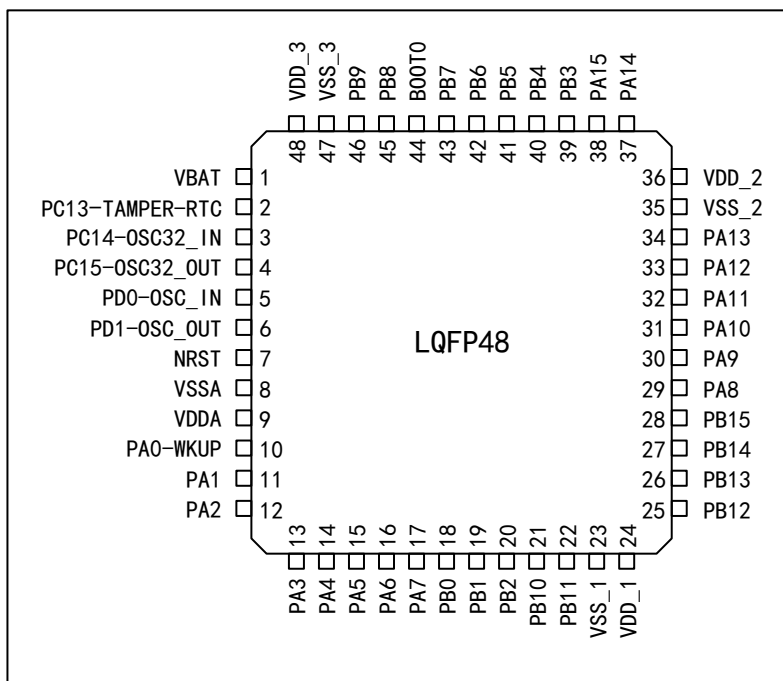 VDD_3
VSS_3
PB9
PB8
BOOT0
PB7
PB6
PB5
PB4
PB3
PA15
PA14
48
47
46
45
44
43
42
41
40
39
38
37
VBAT 1
PC13-TAMPER-RTC 2
PC14-OSC32_IN 3
PC15-OSC32_OUT 4
PD0-OSC_IN 5
PD1-OSC_OUT 6
NRST 7
VSSA 8
VDDA 9
PA0-WKUP 10
PA1 11
PA2 12
LQFP48
36 VDD_2
35 VSS_2
34 PA13
33 PA12
32 PA11
31 PA10
30 PA9
29 PA8
28 PB15
27 PB14
26 PB13
25 PB12
13
14
15
16
17
18
19
20
21
22
23
24
PA3
PA4
PA5
PA6
PA7
PB0
PB1
PB2
PB10
PB11
VSS_1
VDD_1